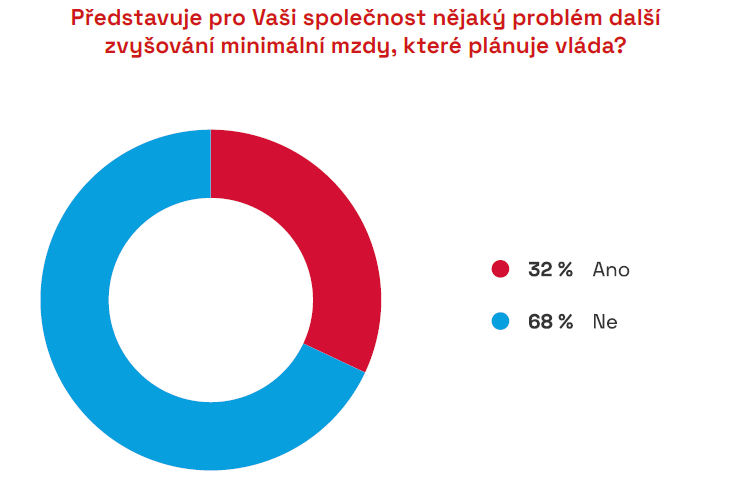 Představuje pro Vaši společnost nějaký problém další
zvyšování minimální mzdy, které plánuje vláda?
32 % Ano
68 % Ne